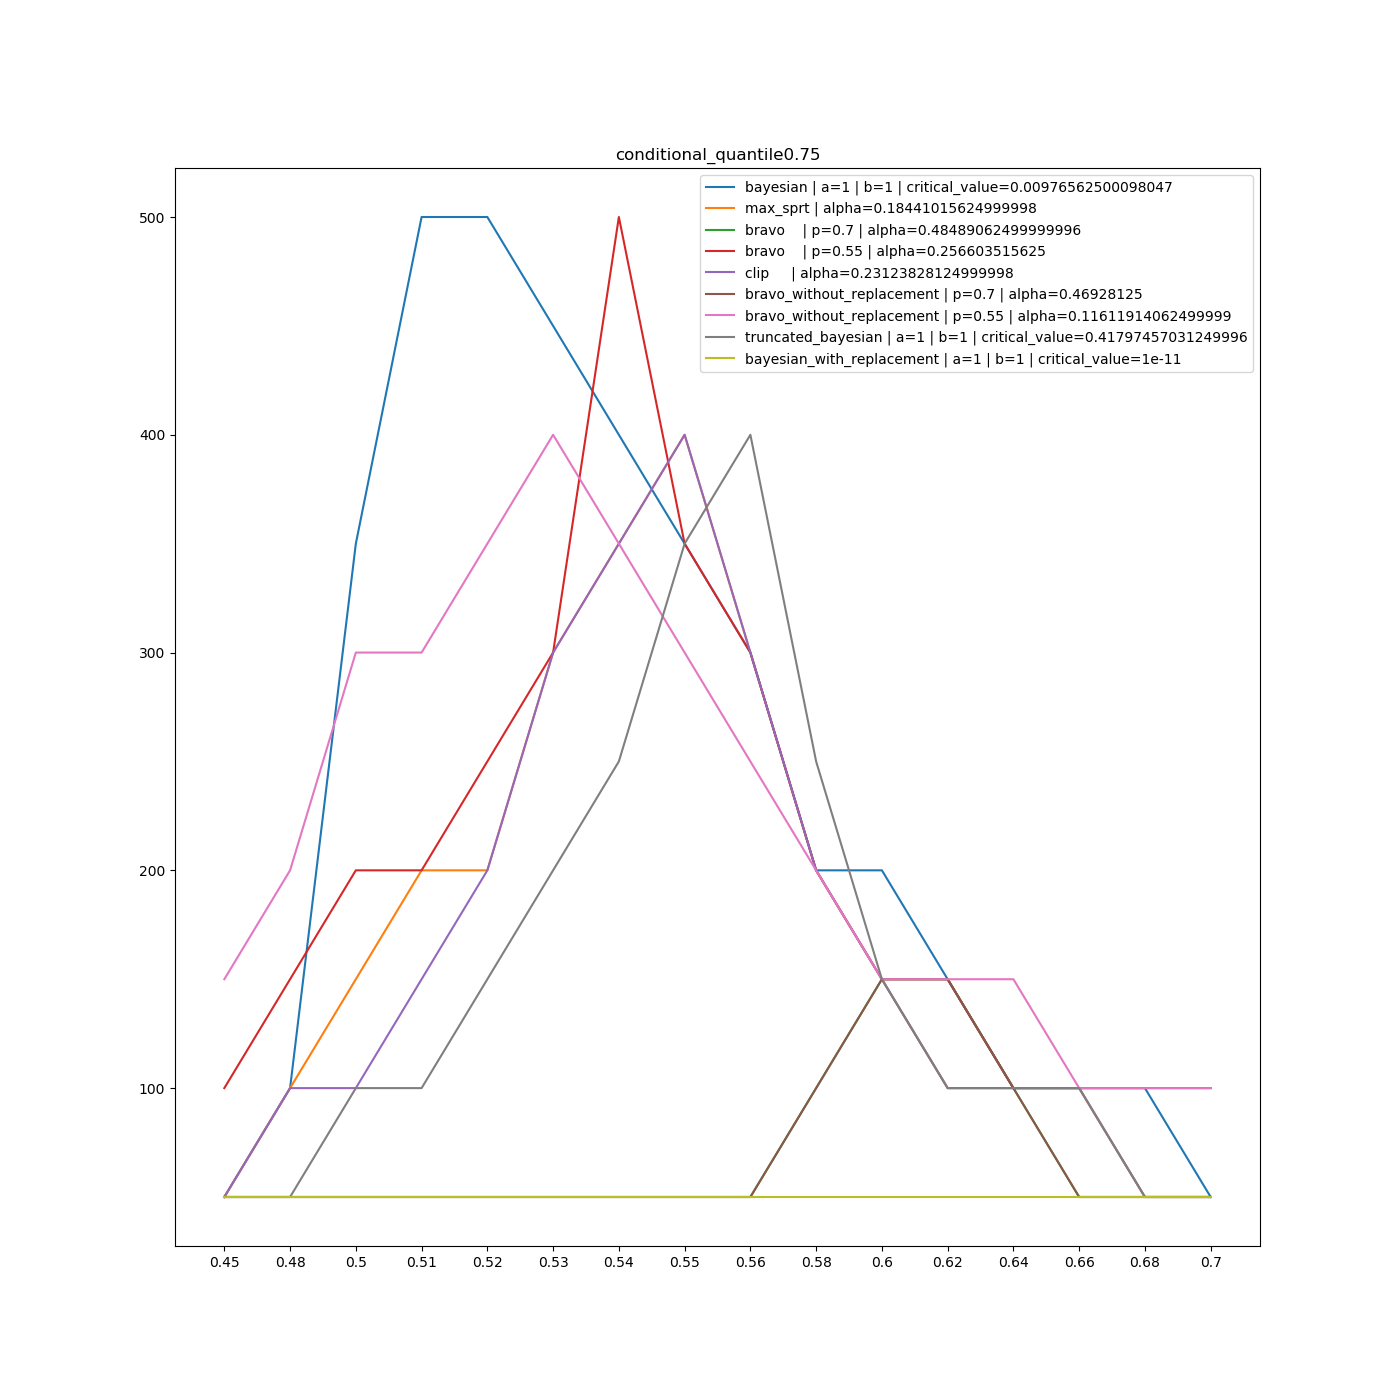 conditional_quantile0.75
bayesian | a=1 | b=1 | critical_value=0.00976562500098047
max_sprt | alpha=0.18441015624999998
bravo    | p=0.7 | alpha=0.48489062499999996
bravo    | p=0.55 | alpha=0.256603515625
clip     | alpha=0.23123828124999998
bravo_without_replacement | p=0.7 | alpha=0.46928125
bravo_without_replacement | p=0.55 | alpha=0.11611914062499999
truncated_bayesian | a=1 | b=1 | critical_value=0.41797457031249996
bayesian_with_replacement | a=1 | b=1 | critical_value=1e-11
500
400
300
200
100
0.45 0.48 0.5 0.51 0.52 0.53 0.54 0.55 0.56 0.58 0.6 0.62 0.64 0.66 0.68 0.7